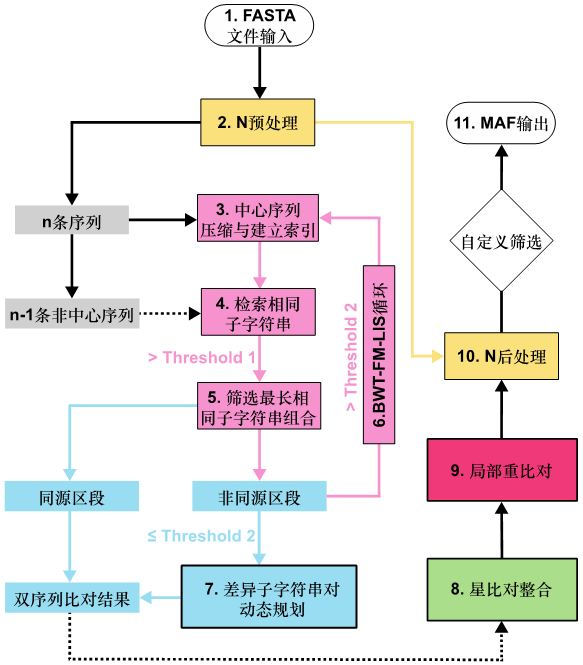 1. FASTA
文件输入
2. N预处理
11. MAF输出
n条序列
3. 中心序列
压缩与建立索引
自定义筛选
n-1条非中心序列
4. 检索相同
子字符串
> Threshold 1
6.BWT-FM-LIS循环
> Threshold 2
10. N后处理
5. 筛选最长相
同子字符串组合
9. 局部重比对
同源区段
非同源区段
≤ Threshold 2
7. 差异子字符串对
动态规划
双序列比对结果
8. 星比对整合